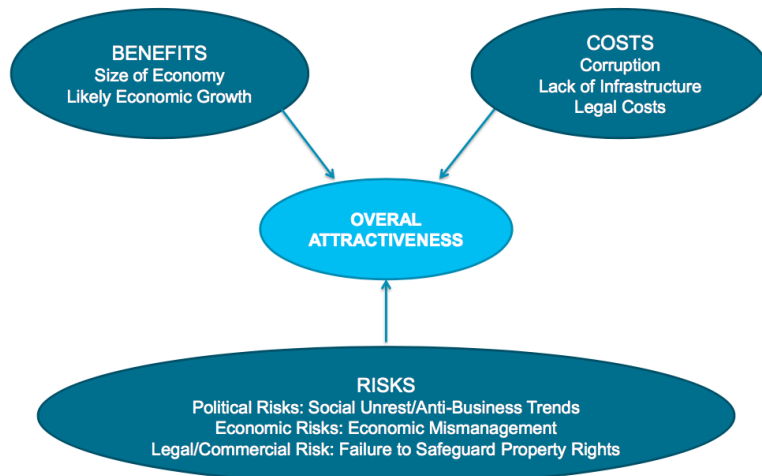 BENEFITS
Size of Economy
Likely Economic Growth
COSTS
Corruption
Lack of Infrastructure
Legal Costs
OVERAL
ATTRACTIVENESS
RISKS
Political Risks: Social Unrest/Anti-Business Trends
Economic Risks: Economic Mismanagement
Legal/Commercial Risk: Failure to Safeguard Property Rights